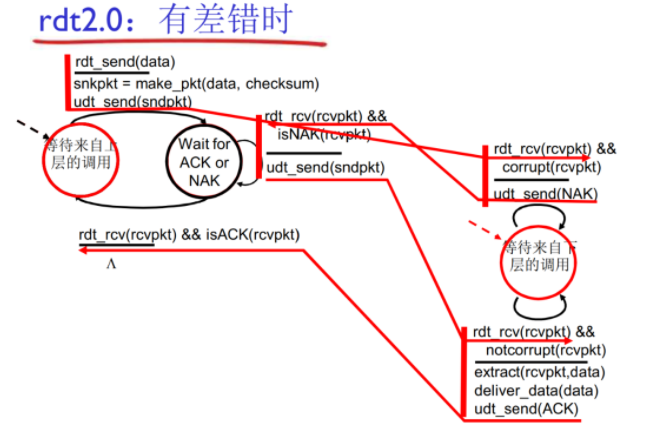 rdt2.0：有差错时
rdt_send(data)
snkpkt = make_pkt(data, checksum)
udt_send(sndpkt)
等待来自上
层的调用
Wait for
ACK or
NAK
rdt_rcv(rcvpkt) &&
isNAK(rcvpkt)
udt_send(sndpkt)
rdt_rcv(rcvpkt) && isACK(rcvpkt)
Λ
rdt_rcv(rcvpkt) &&
corrupt(rcvpkt)
udt_send(NAK)
等待来自下
层的调用
rdt_rcv(rcvpkt) &&
notcorrupt(rcvpkt)
extract(rcvpkt,data)
deliver_data(data)
udt_send(ACK)